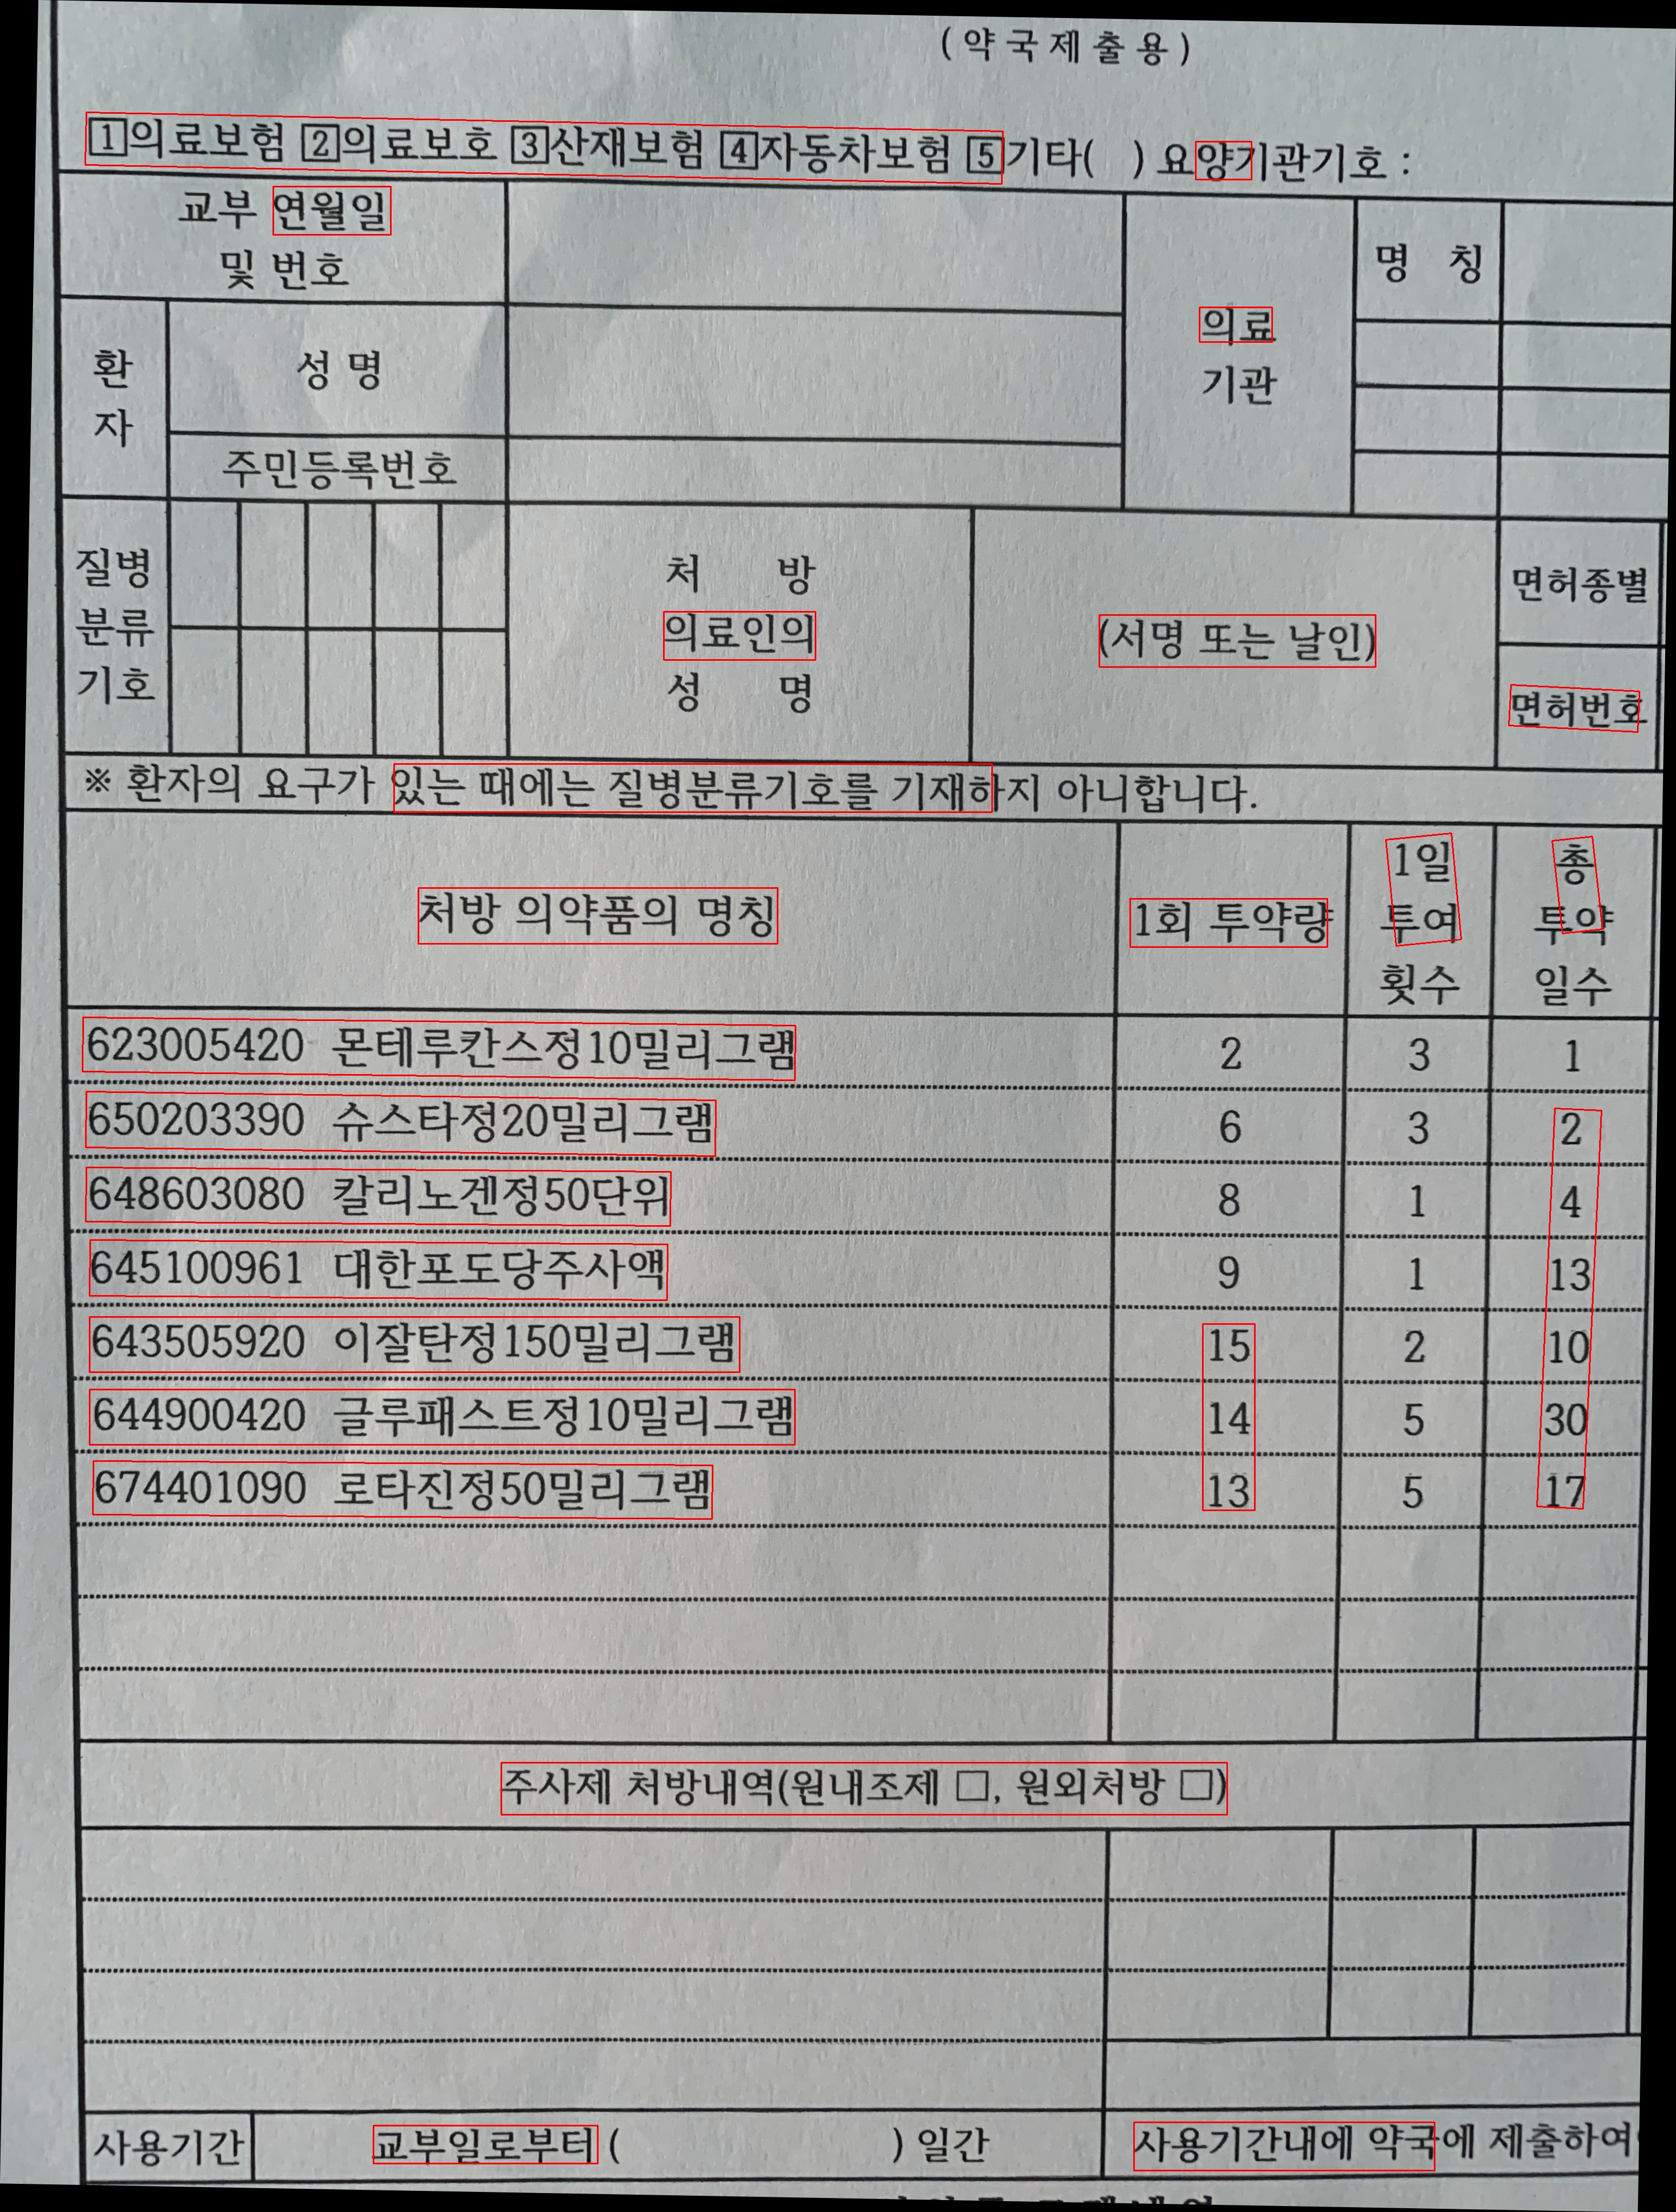 (약국제출용)
1의료보험 2의료보호 3산재보험 4자동차보험 5기타(  ) 요양기관기호 :
교부 연월일
및 번호
의료
기관
명 칭
환
자
성 명
주민등록번호
질병
분류
기호
처 방
의료인의
성 명
(서명 또는 날인)
면허종별
면허번호
※ 환자의 요구가 있는 때에는 질병분류기호를 기재하지 아니합니다.
처방 의약품의 명칭
1회 투약량
1일
투여
횟수
총
투약
일수
623005420 몬테루칸스정10밀리그램 2 3 1
650203390 슈스타정20밀리그램 6 3 2
648603080 칼리노겐정50단위 8 1 4
645100961 대한포도당주사액 9 1 13
643505920 이잘탄정150밀리그램 15 2 10
644900420 글루패스트정10밀리그램 14 5 30
674401090 로타진정50밀리그램 13 5 17
주사제 처방내역(원내조제 □, 원외처방 □)
사용기간 교부일로부터 (  ) 일간 사용기간내에 약국에 제출하여